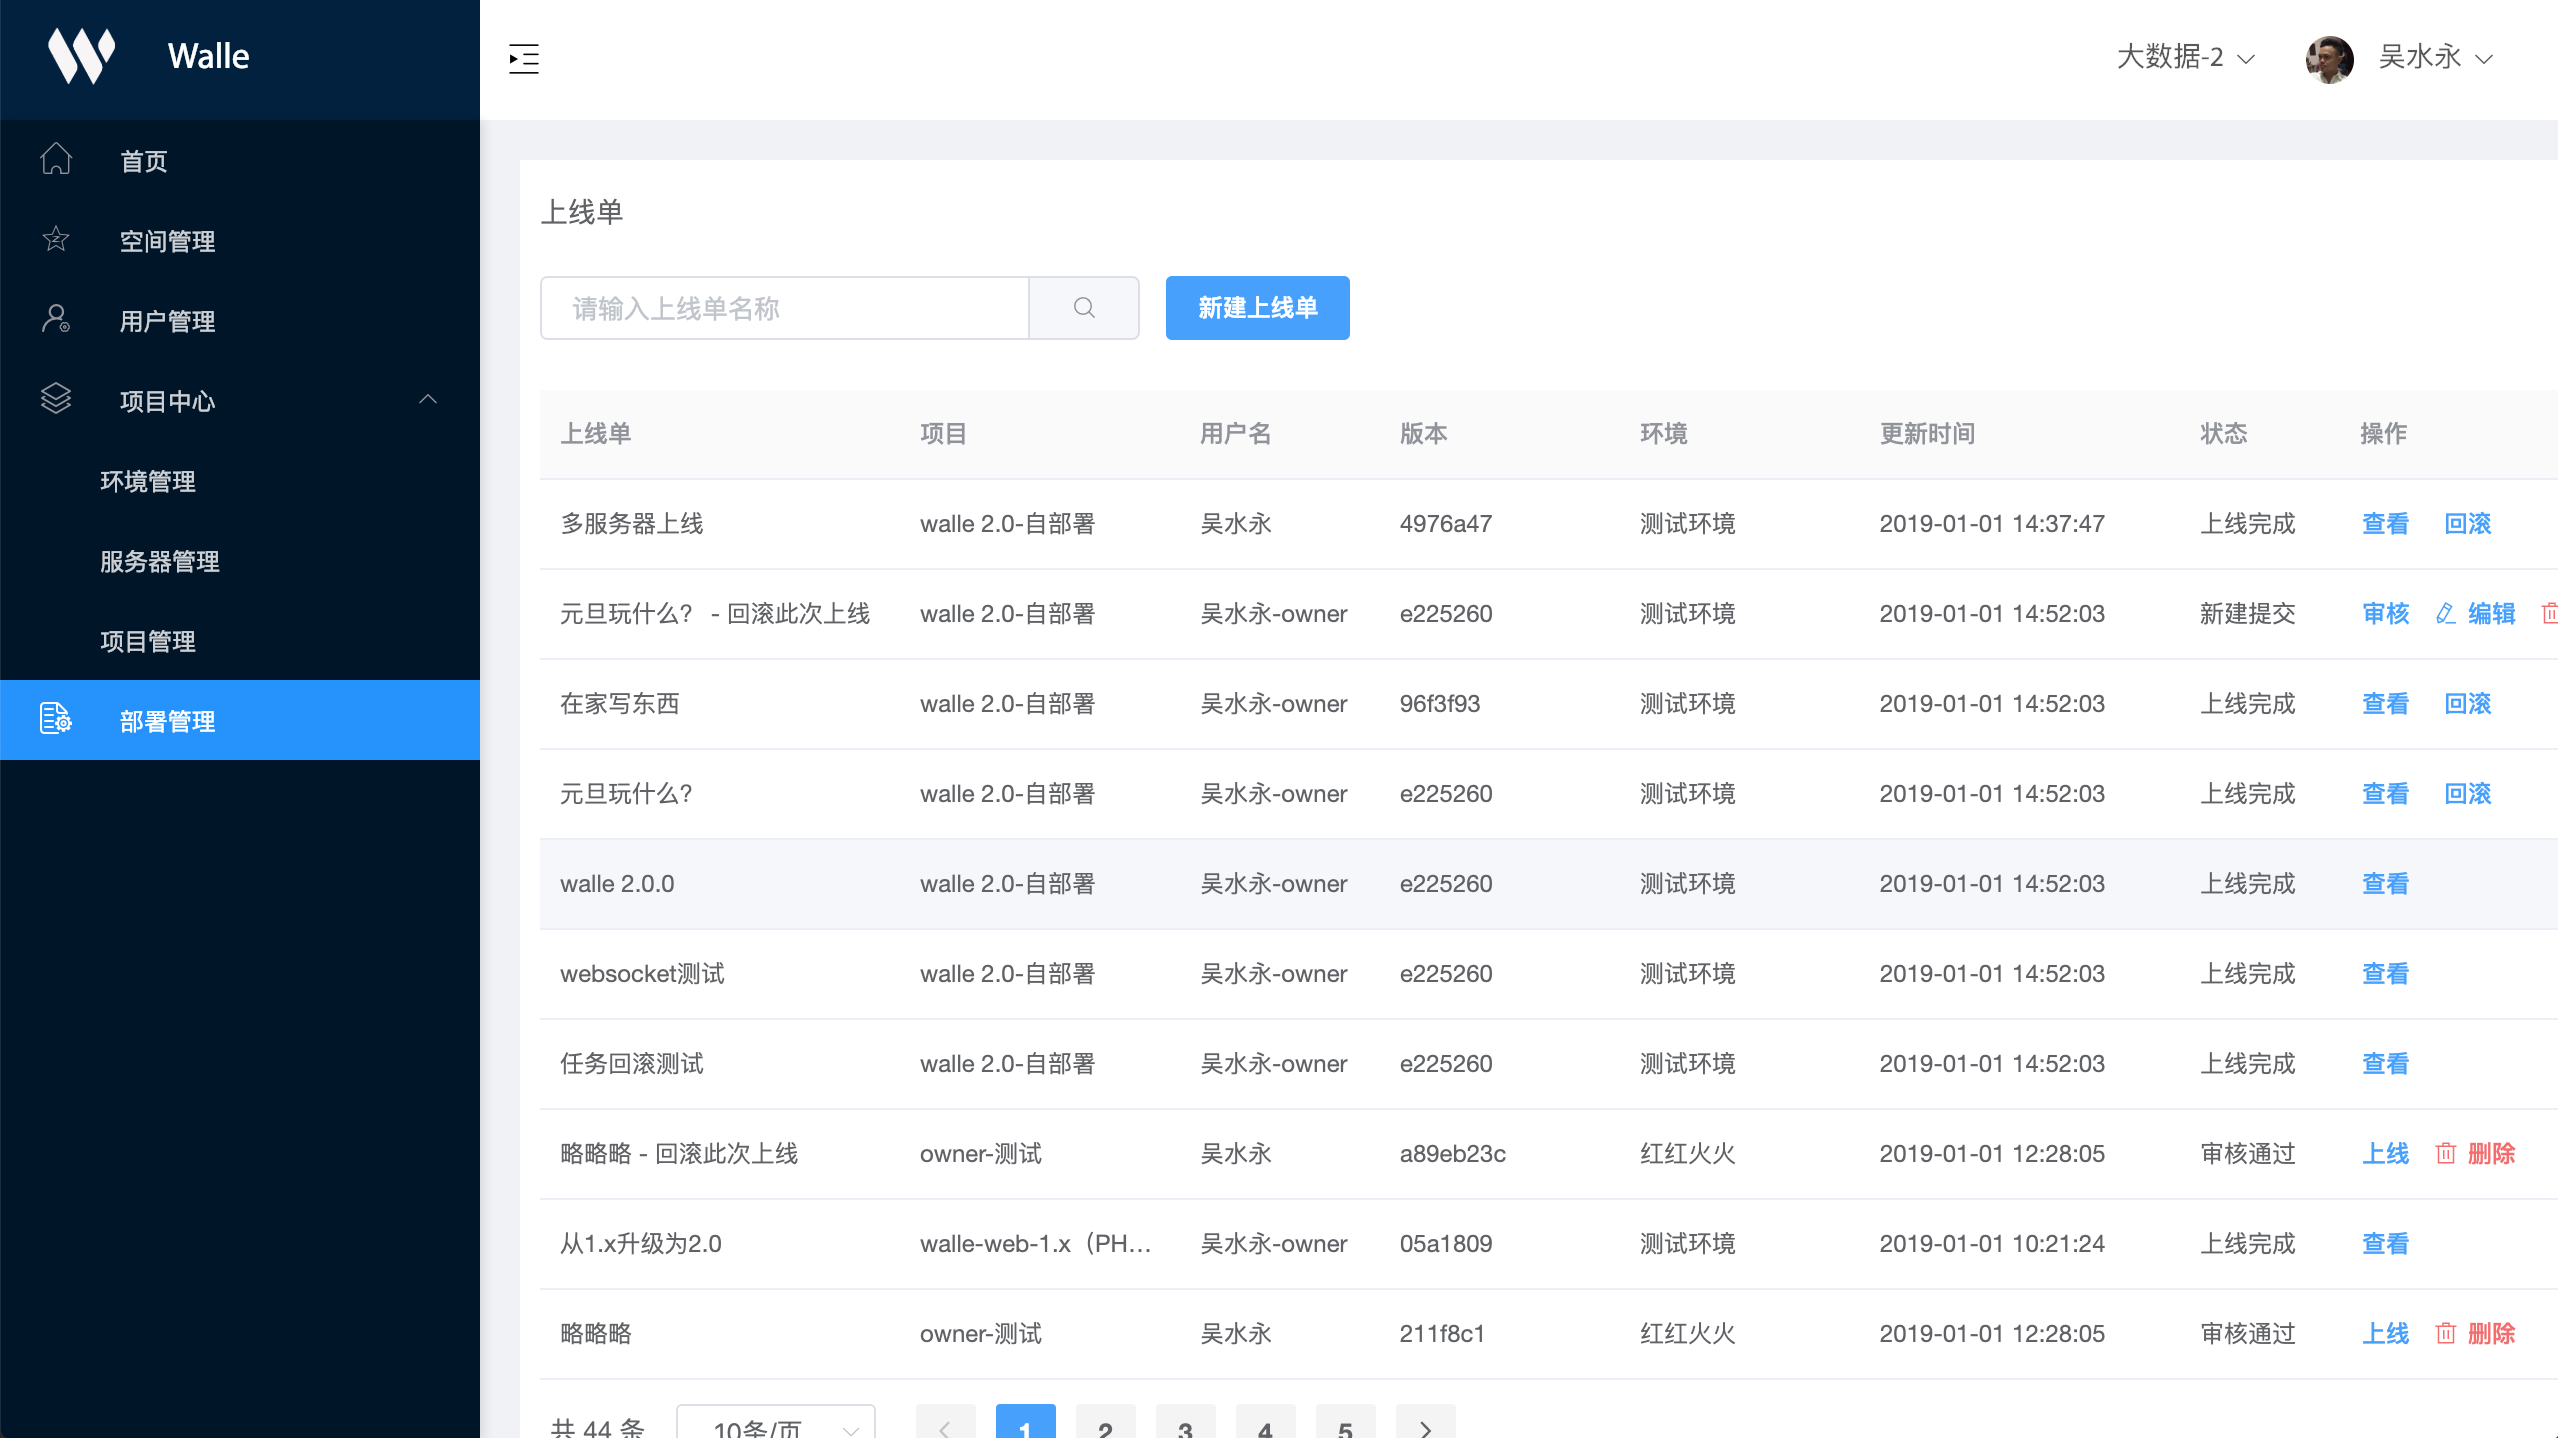 Walle
大数据-2
吴水永
首页
空间管理
用户管理
项目中心
环境管理
服务器管理
项目管理
部署管理
上线单
请输入上线单名称
新建上线单
上线单 项目 用户名 版本 环境 更新时间 状态 操作
多服务器上线 walle 2.0-自部署 吴水永 4976a47 测试环境 2019-01-01 14:37:47 上线完成 查看 回滚
元旦玩什么? - 回滚此次上线 walle 2.0-自部署 吴水永-owner e225260 测试环境 2019-01-01 14:52:03 新建提交 审核 编辑
在家写东西 walle 2.0-自部署 吴水永-owner 96f3f93 测试环境 2019-01-01 14:52:03 上线完成 查看 回滚
元旦玩什么? walle 2.0-自部署 吴水永-owner e225260 测试环境 2019-01-01 14:52:03 上线完成 查看 回滚
walle 2.0.0 walle 2.0-自部署 吴水永-owner e225260 测试环境 2019-01-01 14:52:03 上线完成 查看
websocket测试 walle 2.0-自部署 吴水永-owner e225260 测试环境 2019-01-01 14:52:03 上线完成 查看
任务回滚测试 walle 2.0-自部署 吴水永-owner e225260 测试环境 2019-01-01 14:52:03 上线完成 查看
略略略 - 回滚此次上线 owner-测试 吴水永 a89eb23c 红红火火 2019-01-01 12:28:05 审核通过 上线 删除
从1.x升级为2.0 walle-web-1.x（PH... 吴水永-owner 05a1809 测试环境 2019-01-01 10:21:24 上线完成 查看
略略略 owner-测试 吴水永 211f8c1 红红火火 2019-01-01 12:28:05 审核通过 上线 删除
共 44 条 10条/页 1 2 3 4 5